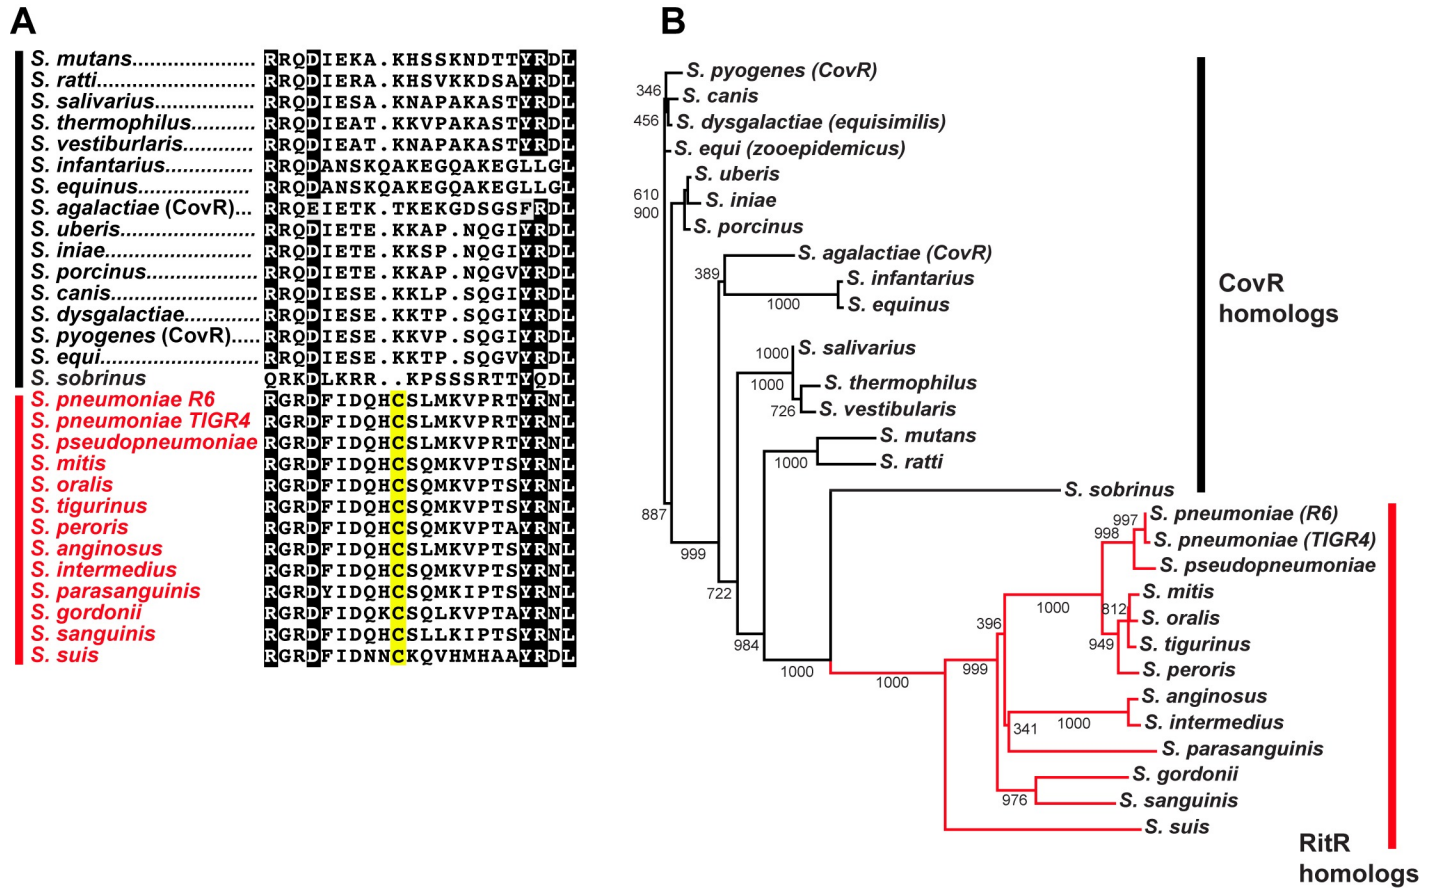 A
S. mutans.................... RRQDIEKA.KHSSKNDTTYRDL
S. ratti.......................... RRQDIERA.KHSVKKDSAYRDL
S. salivarius................ RRQDIESA.KNAPAKASTYRDL
S. thermophilus........... RRQDIEAT.KKVPAKASTYRDL
S. vestiburlaris............ RRQDIEAT.KNAPAKASTYRDL
S. infantarius.............. RRQDANSKQAKEGQAKEGLLGL
S. equinus.................. RRQDANSKQAKEGQAKEGLLGL
S. agalactiae (CovR)... RRQEIETK.TKEKGDSGSFRDL
S. uberis..................... RRQDIETE.KKAP.NQGIYRDL
S. iniae........................ RRQDIETE.KKSP.NQGIYRDL
S. porcinus.................. RRQDIETE.KKAP.NQGVYRDL
S. canis........................ RRQDIESE.KKLP.SQGIYRDL
S. dysgalactiae............ RRQDIESE.KKTP.SQGIYRDL
S. pyogenes (CovR)..... RRQDIESE.KKVP.SQGIYRDL
S. equi.......................... RRQDIESE.KKTP.SQGVYRDL
S. sobrinus QRKDLKRR..KPSSSRTTYQDL
S. pneumoniae R6 RGRDFIDQHCSLMKVPRTYRNL
S. pneumoniae TIGR4 RGRDFIDQHCSLMKVPRTYRNL
S. pseudopneumoniae RGRDFIDQHCSLMKVPRTYRNL
S. mitis RGRDFIDQHCSQMKVPTSYRNL
S. oralis RGRDFIDQHCSQMKVPTSYRNL
S. tigurinus RGRDFIDQHCSQMKVPTSYRNL
S. peroris RGRDFIDQHCSQMKVPTAYRNL
S. anginosus RGRDFIDQHCSLMKVPTSYRNL
S. intermedius RGRDFIDQHCSQMKVPTSYRNL
S. parasanguinis RGRDYIDQHCSQMKIPTSYRNL
S. gordonii RGRDFIDQKCSQLKVPTAYRNL
S. sanguinis RGRDFIDQHCSLLKIPTSYRNL
S. suis RGRDFIDNNCKQVHMHAAYRDL
B
S. pyogenes (CovR)
346
S. canis
456
S. dysgalactiae (equisimilis)
S. equi (zooepidemicus)
S. uberis
610
S. iniae
900
S. porcinus
S. agalactiae (CovR)
389
S. infantarius
1000
S. equinus
S. salivarius
1000
1000
S. thermophilus
726
S. vestibularis
S. mutans
1000
S. ratti
S. sobrinus
887
999
722
984
1000
CovR
homologs
S. pneumoniae (R6)
997
998
S. pneumoniae (TIGR4)
S. pseudopneumoniae
S. mitis
1000
812
S. oralis
396
949
S. tigurinus
999
S. peroris
1000
S. anginosus
1000
S. intermedius
341
S. parasanguinis
S. gordonii
976
S. sanguinis
S. suis
RitR
homologs